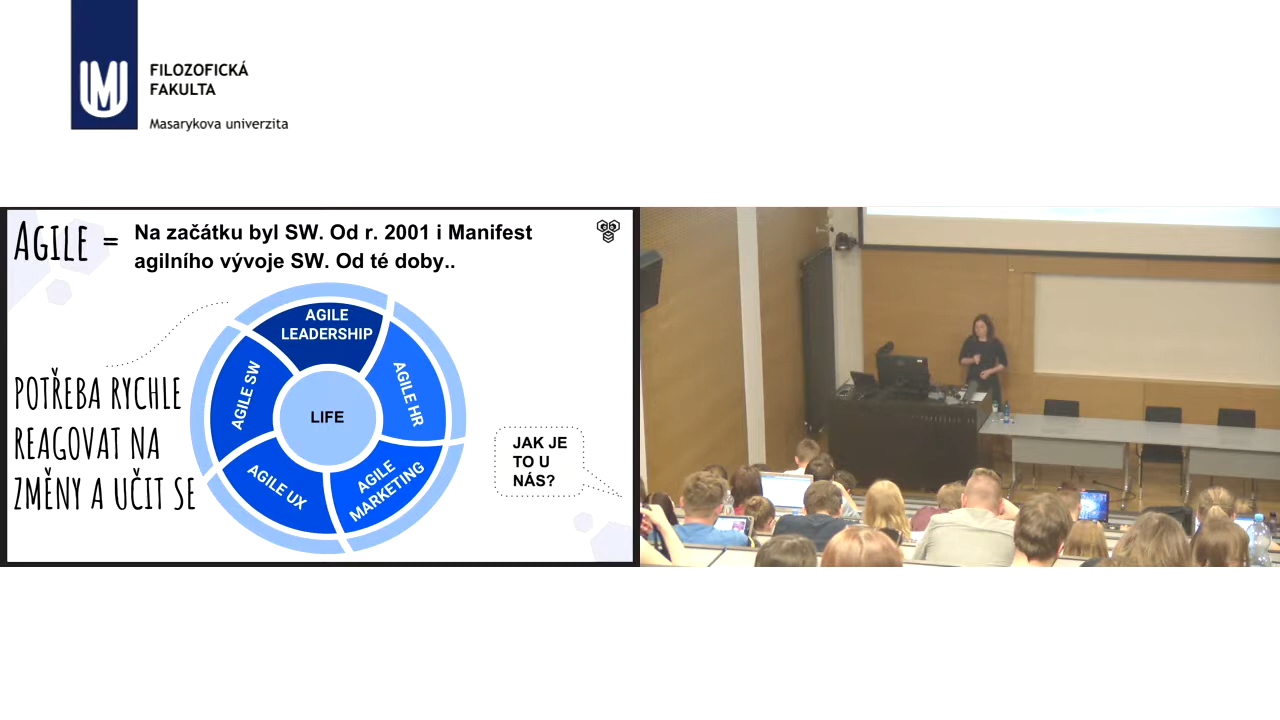 FILOZOFICKÁ
FAKULTA
Masarykova univerzita
AGILE =
Na začátku byl SW. Od r. 2001 i Manifest
agilního vývoje SW. Od té doby..
POTŘEBA RYCHLE
REAGOVAT NA
ZMĚNY A UČIT SE
AGILE
LEADERSHIP
AGILE SW
AGILE HR
LIFE
AGILE UX
AGILE
MARKETING
JAK JE
TO U
NÁS?